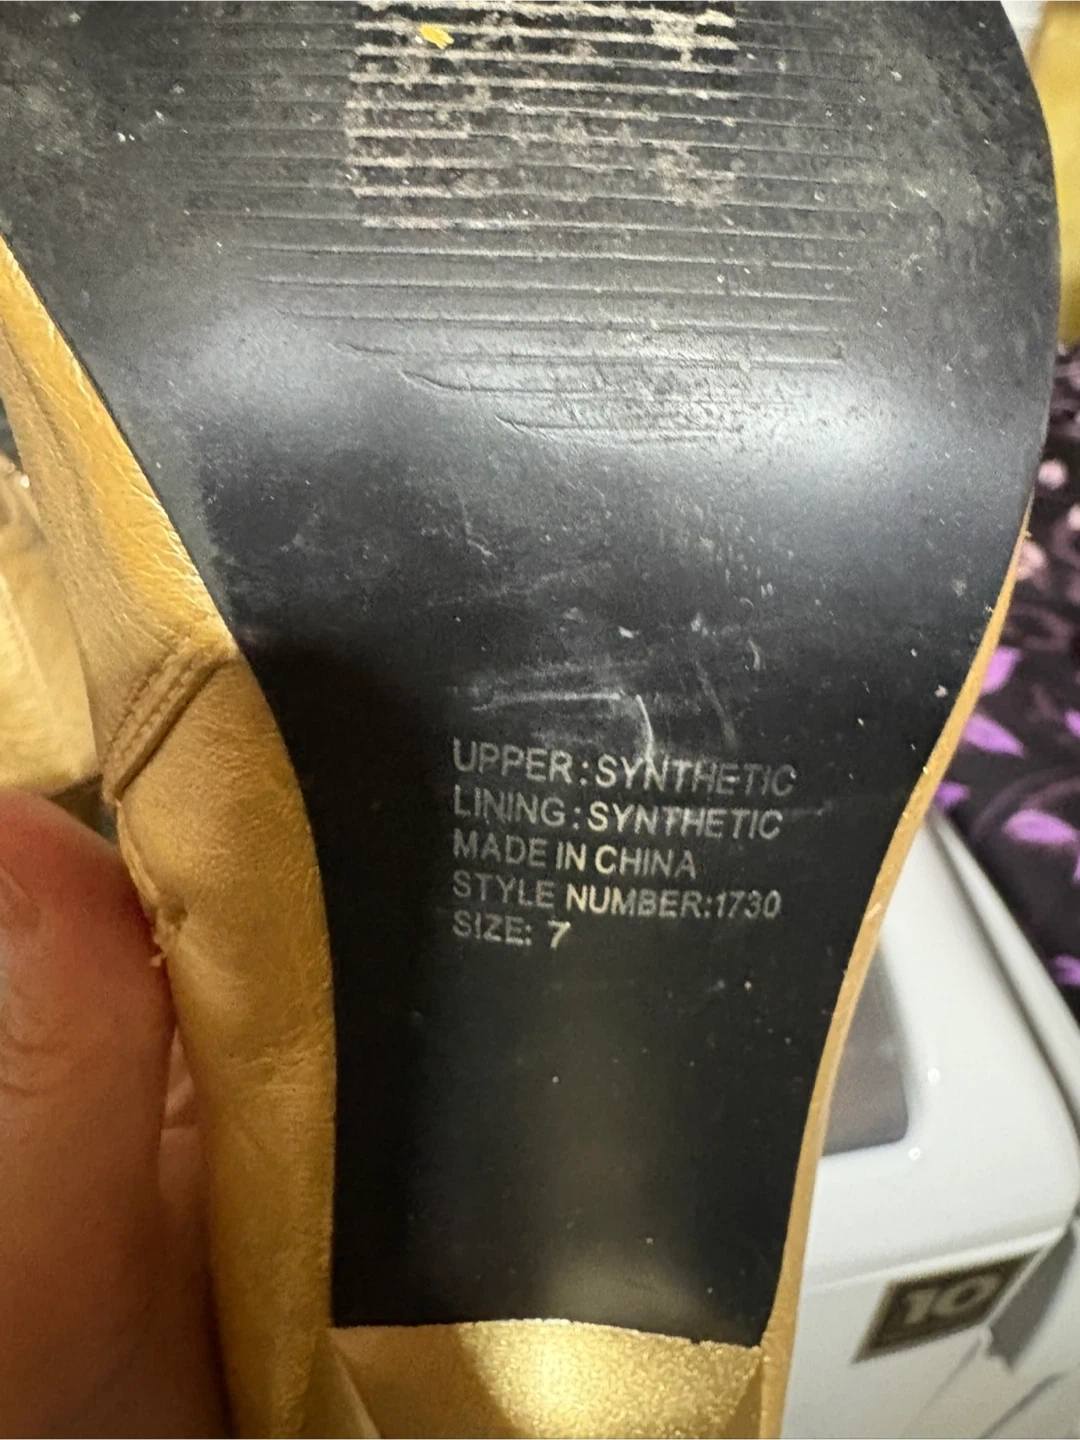 UPPER:SYNTHETIC
LINING:SYNTHETIC
MADE IN CHINA
STYLE NUMBER:1730
SIZE: 7
10